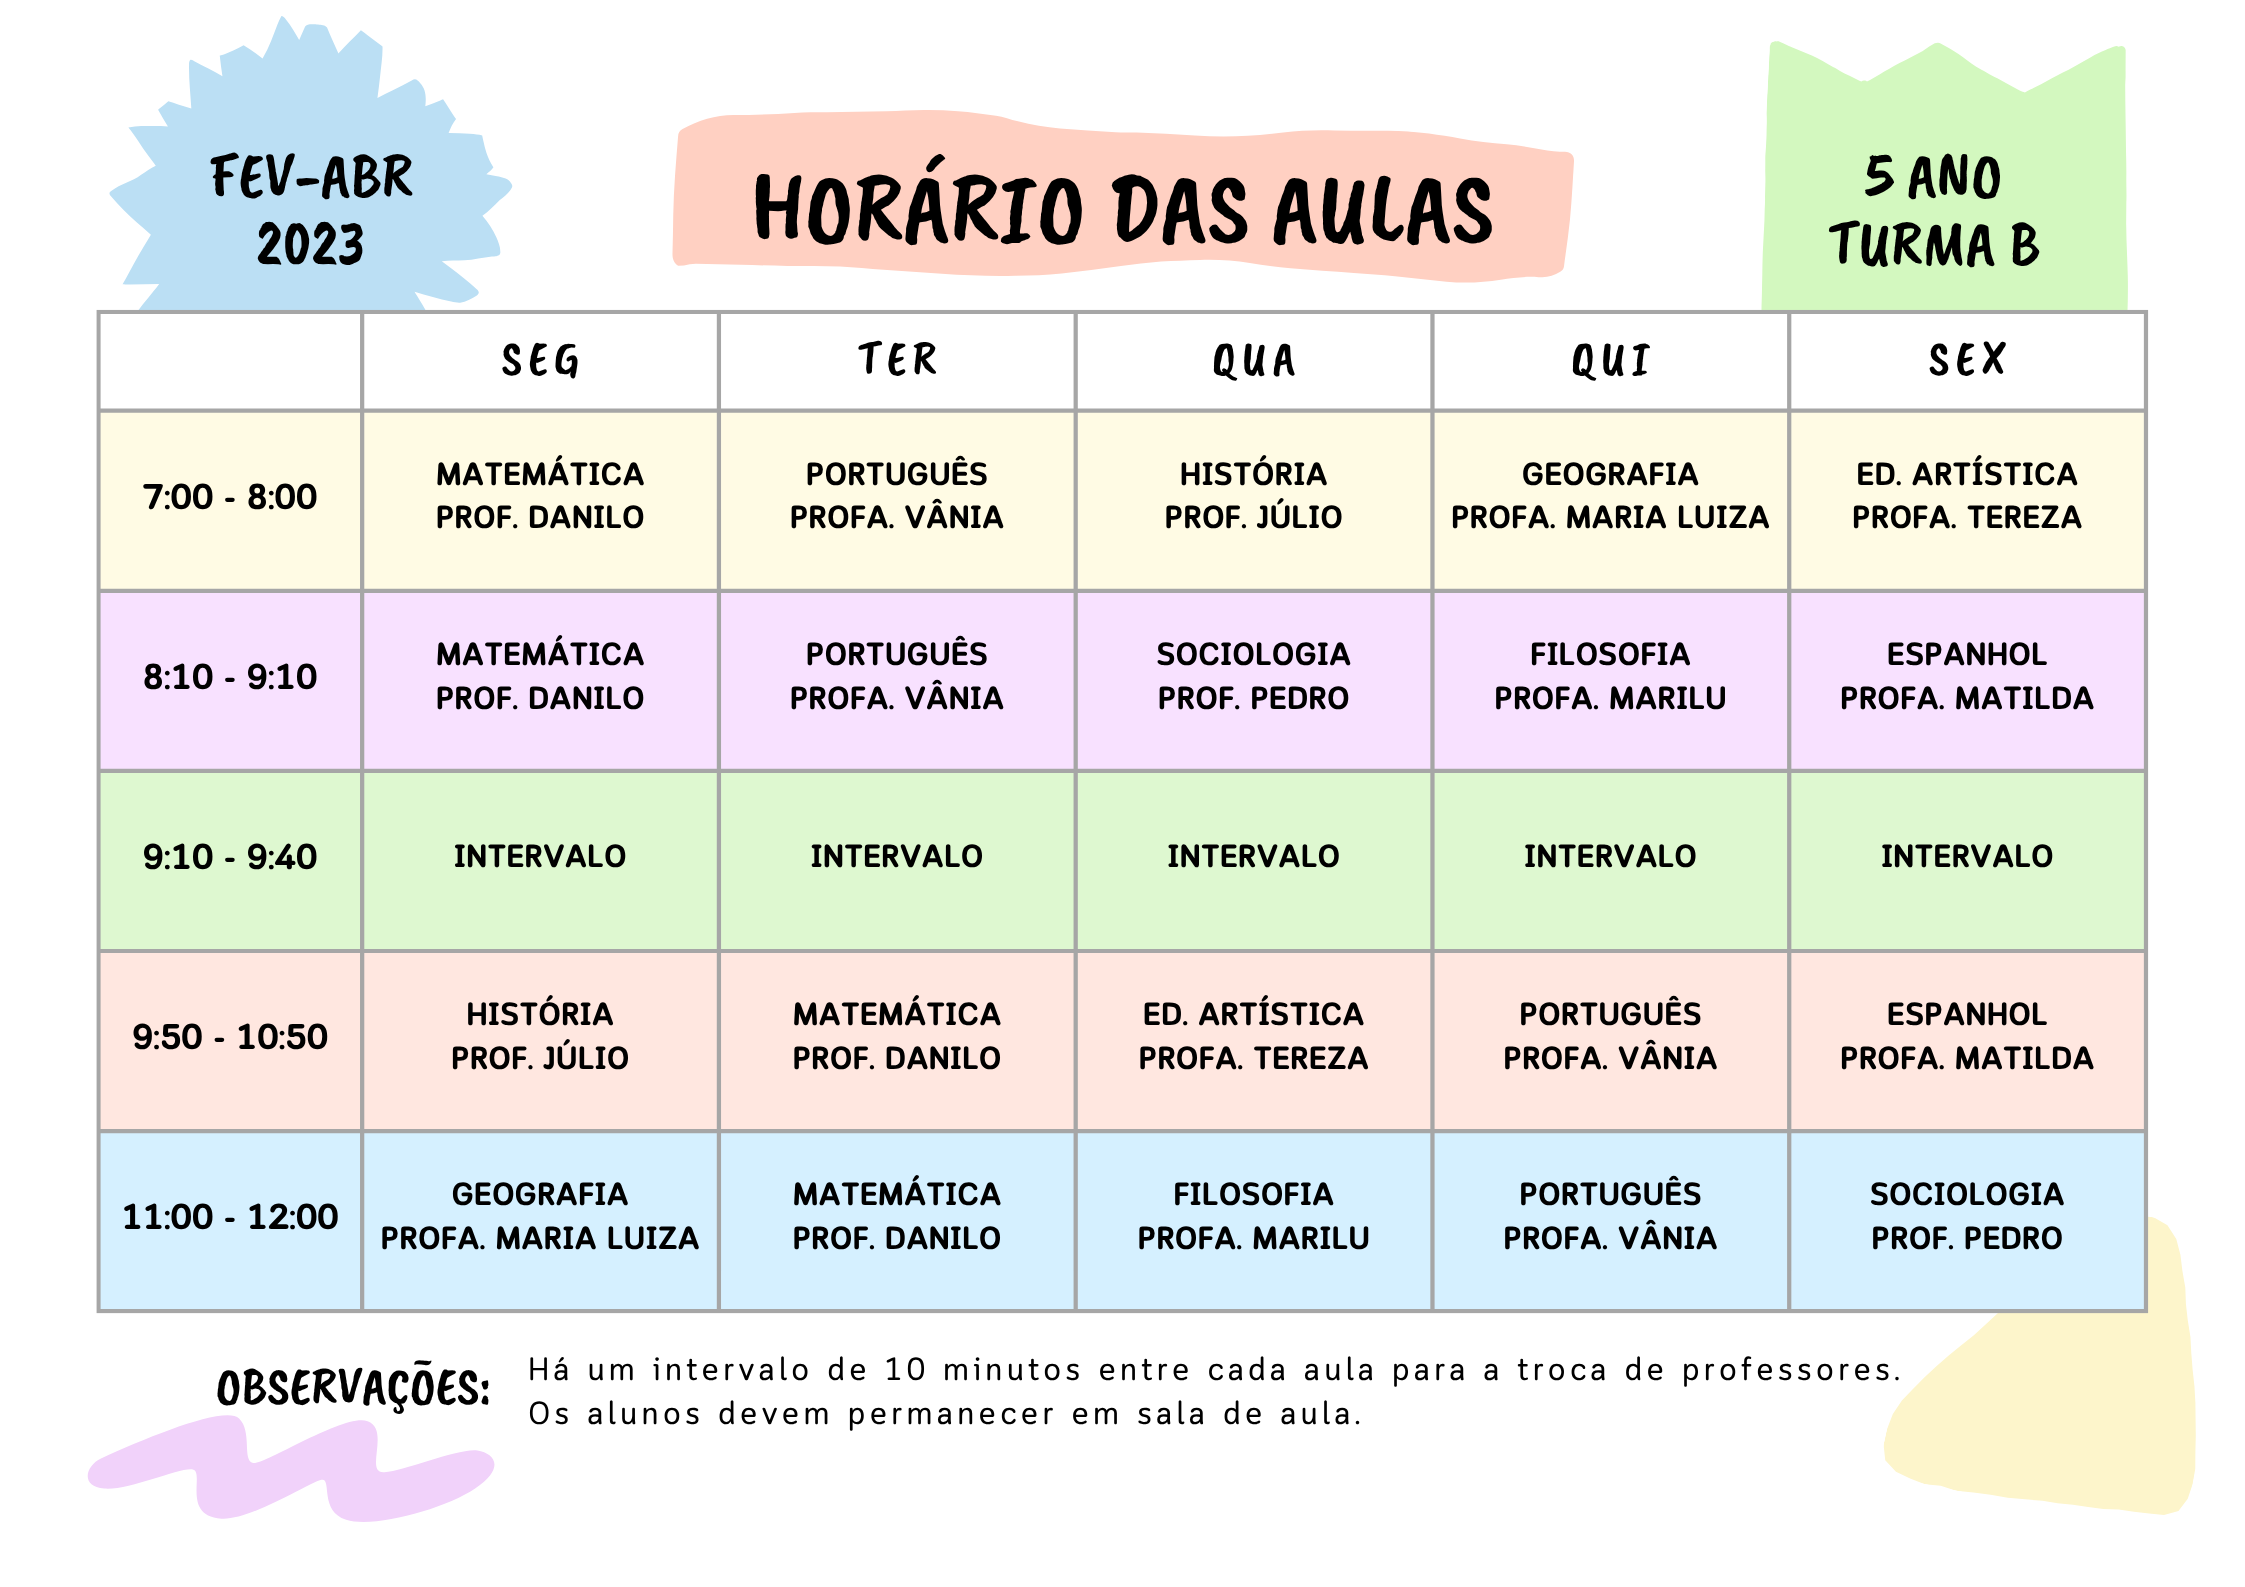 FEV-ABR
2023
HORÁRIO DAS AULAS
5 ANO
TURMA B
SEG
TER
QUA
QUI
SEX
7:00 - 8:00
MATEMÁTICA
PROF. DANILO
PORTUGUÊS
PROFA. VÂNIA
HISTÓRIA
PROF. JÚLIO
GEOGRAFIA
PROFA. MARIA LUIZA
ED. ARTÍSTICA
PROFA. TEREZA
8:10 - 9:10
MATEMÁTICA
PROF. DANILO
PORTUGUÊS
PROFA. VÂNIA
SOCIOLOGIA
PROF. PEDRO
FILOSOFIA
PROFA. MARILU
ESPANHOL
PROFA. MATILDA
9:10 - 9:40
INTERVALO
INTERVALO
INTERVALO
INTERVALO
INTERVALO
9:50 - 10:50
HISTÓRIA
PROF. JÚLIO
MATEMÁTICA
PROF. DANILO
ED. ARTÍSTICA
PROFA. TEREZA
PORTUGUÊS
PROFA. VÂNIA
ESPANHOL
PROFA. MATILDA
11:00 - 12:00
GEOGRAFIA
PROFA. MARIA LUIZA
MATEMÁTICA
PROF. DANILO
FILOSOFIA
PROFA. MARILU
PORTUGUÊS
PROFA. VÂNIA
SOCIOLOGIA
PROF. PEDRO
OBSERVAÇÕES:
Há um intervalo de 10 minutos entre cada aula para a troca de professores.
Os alunos devem permanecer em sala de aula.